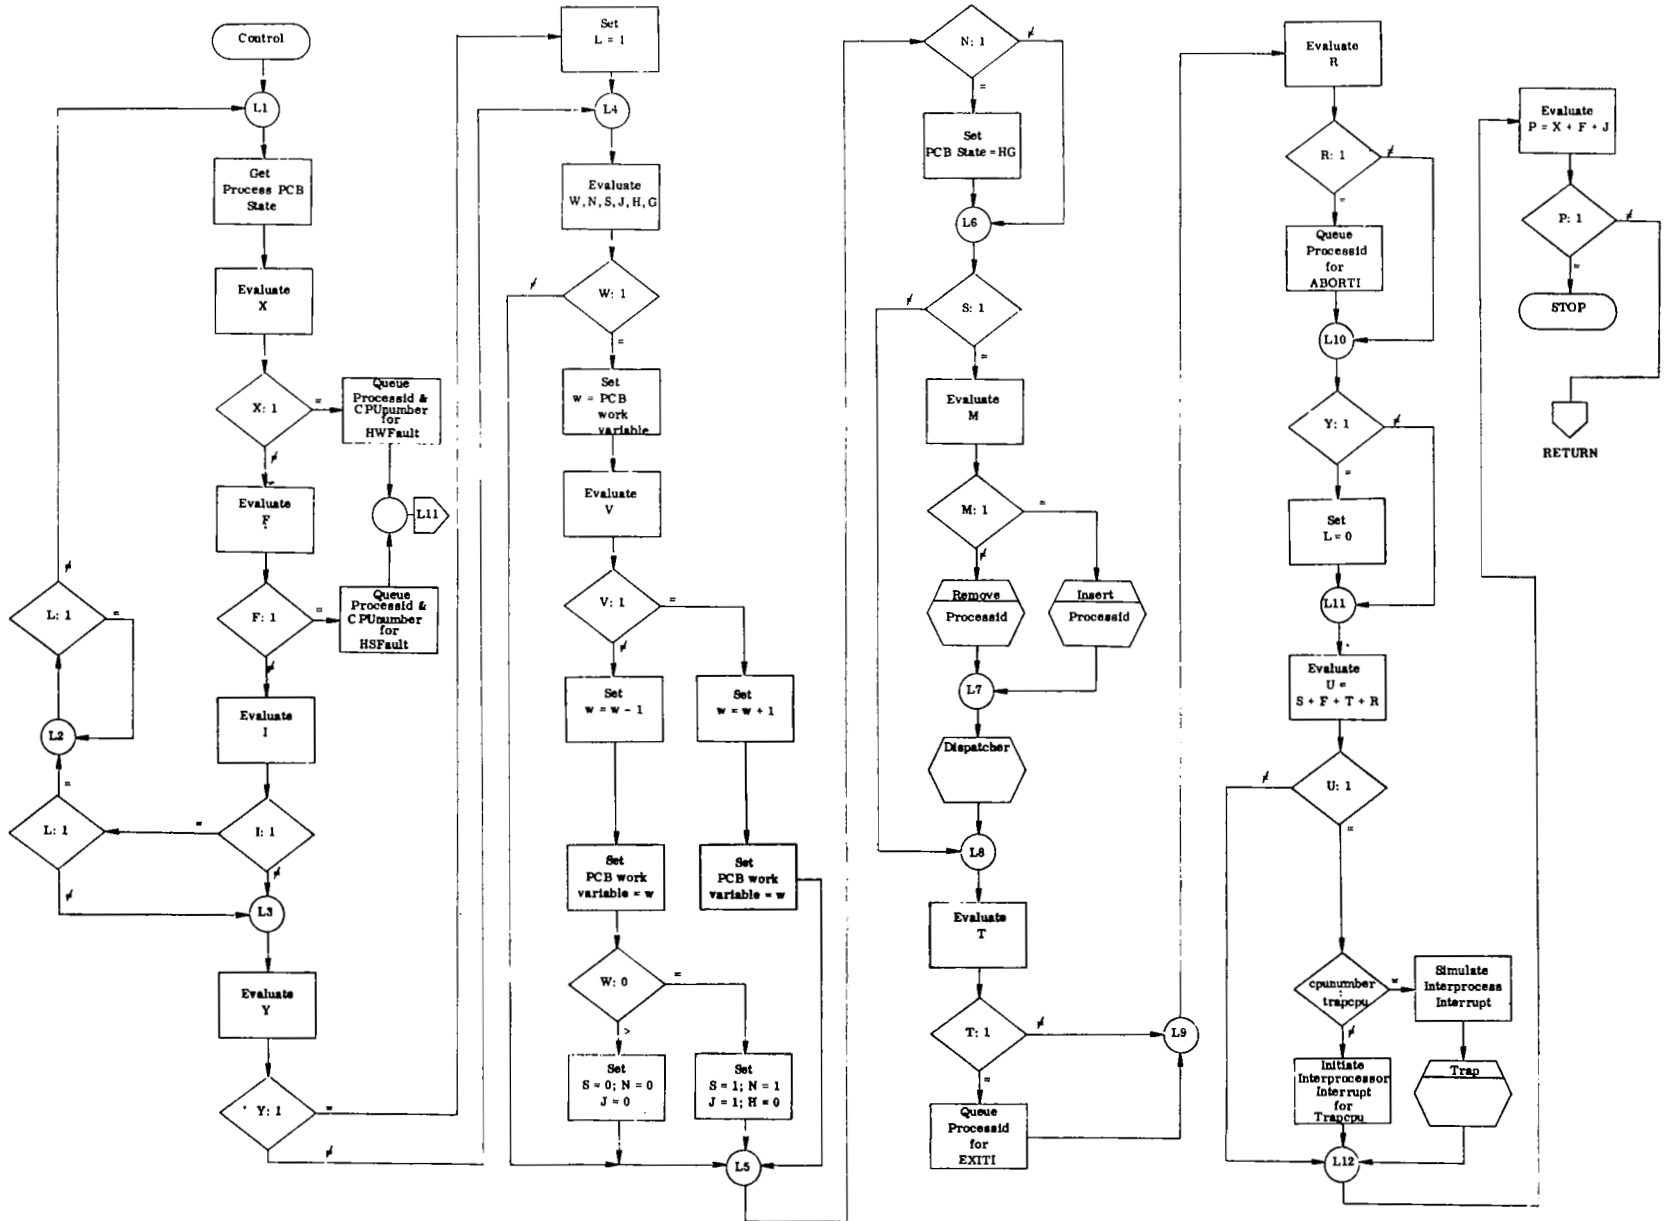 Control
L1
Get
Process PCB
State
Evaluate
X
X: 1
=
≠
Queue
Processid &
CPUnumber
for
HWFault
Evaluate
F
L11
F: 1
=
≠
Queue
Processid &
CPUnumber
for
HSFault
≠
L: 1
=
L2
=
L: 1
≠
Evaluate
I
I: 1
=
≠
L3
Evaluate
Y
Y: 1
=
≠
Set
L = 1
L4
Evaluate
W, N, S, J, H, G
W: 1
≠
=
Set
w = PCB
work
variable
Evaluate
V
V: 1
=
≠
Set
w = w - 1
Set
w = w + 1
Set
PCB work
variable = w
Set
PCB work
variable = w
W: 0
=
>
Set
S = 0; N = 0
J = 0
Set
S = 1; N = 1
J = 1; H = 0
L5
N: 1
≠
=
Set
PCB State = HG
L6
S: 1
≠
=
Evaluate
M
M: 1
=
≠
Remove
Processid
Insert
Processid
L7
Dispatcher
L8
Evaluate
T
T: 1
≠
=
Queue
Processid
for
EXITI
L9
Evaluate
R
R: 1
≠
=
Queue
Processid
for
ABORTI
L10
Y: 1
≠
=
Set
L = 0
L11
Evaluate
U =
S + F + T + R
U: 1
≠
=
cpunumber
:
trapcpu
=
≠
Simulate
Interprocess
Interrupt
Initiate
Interprocessor
Interrupt
for
Trapcpu
Trap
L12
Evaluate
P = X + F + J
P: 1
≠
=
STOP
RETURN